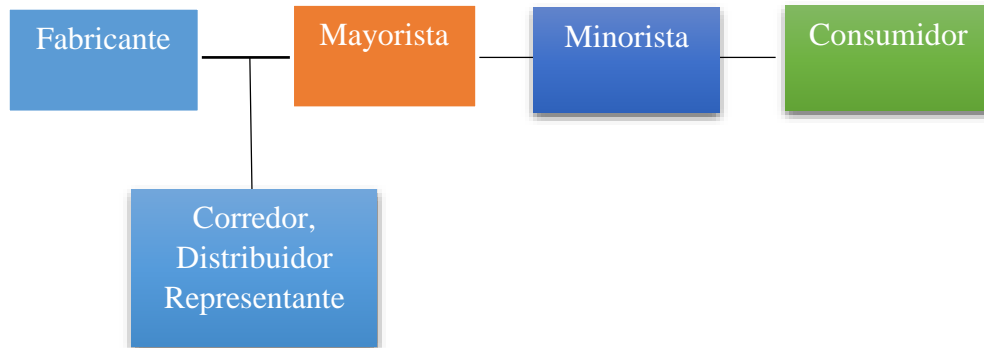 Fabricante
Mayorista
Minorista
Consumidor
Corredor,
Distribuidor
Representante